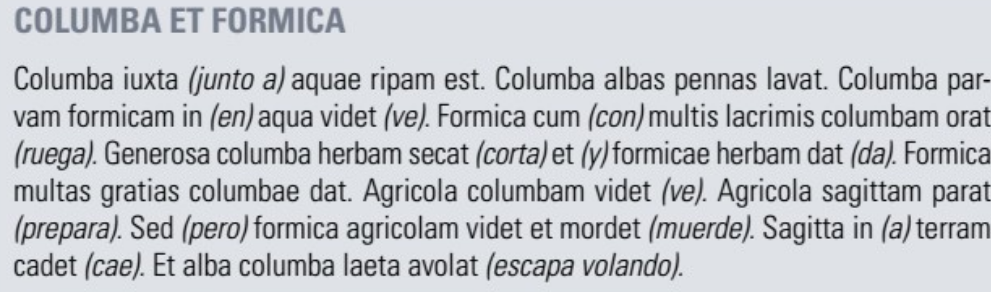 COLUMBA ET FORMICA
Columba iuxta (junto a) aquae ripam est. Columba albas pennas lavat. Columba par-
vam formicam in (en) aqua videt (ve). Formica cum (con) multis lacrimis columbam orat
(ruega). Generosa columba herbam secat (corta) et (y) formicae herbam dat (da). Formica
multas gratias columbae dat. Agricola columbam videt (ve). Agricola sagittam parat
(prepara). Sed (pero) formica agricolam videt et mordet (muerde). Sagitta in (a) terram
cadet (cae). Et alba columba laeta avolat (escapa volando).